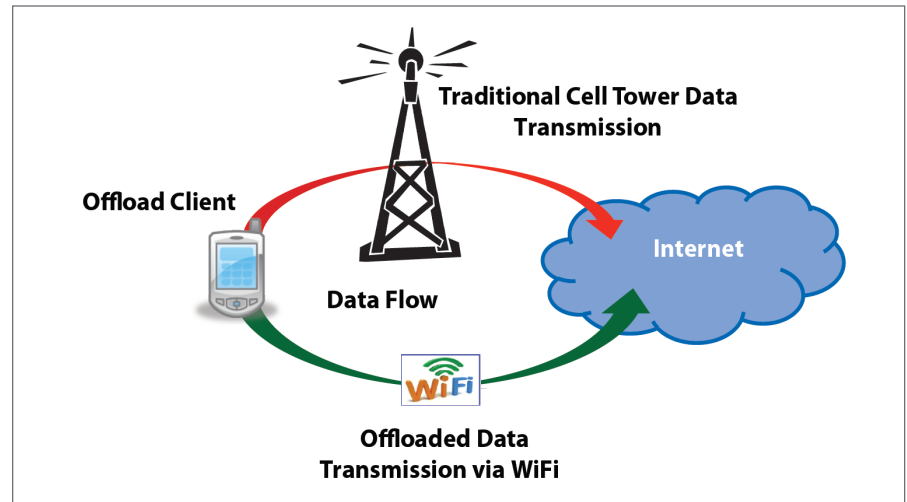 Traditional Cell Tower Data
Transmission
Offload Client
Internet
Data Flow
WiFi
Offloaded Data
Transmission via WiFi